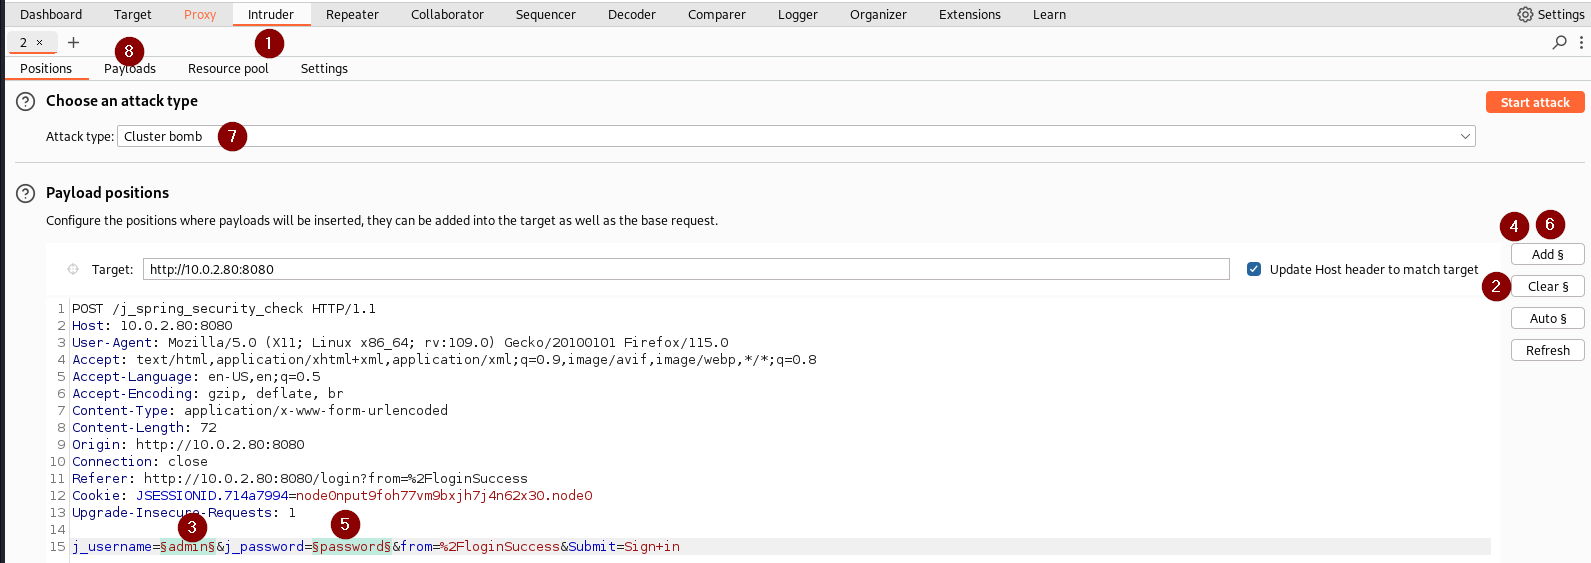 Dashboard Target Proxy Intruder Repeater Collaborator Sequencer Decoder Comparer Logger Organizer Extensions Learn Settings
1
2 × +
8
Positions Payloads Resource pool Settings
? Choose an attack type
Start attack
Attack type: Cluster bomb 7
? Payload positions
Configure the positions where payloads will be inserted, they can be added into the target as well as the base request.
4 6
Add §
Target: http://10.0.2.80:8080 Update Host header to match target
2 Clear §
Auto §
Refresh
1 POST /j_spring_security_check HTTP/1.1
2 Host: 10.0.2.80:8080
3 User-Agent: Mozilla/5.0 (X11; Linux x86_64; rv:109.0) Gecko/20100101 Firefox/115.0
4 Accept: text/html,application/xhtml+xml,application/xml;q=0.9,image/avif,image/webp,*/*;q=0.8
5 Accept-Language: en-US,en;q=0.5
6 Accept-Encoding: gzip, deflate, br
7 Content-Type: application/x-www-form-urlencoded
8 Content-Length: 72
9 Origin: http://10.0.2.80:8080
10 Connection: close
11 Referer: http://10.0.2.80:8080/login?from=%2FloginSuccess
12 Cookie: JSESSIONID.714a7994=node0nput9foh77vm9bxjh7j4n62x30.node0
13 Upgrade-Insecure-Requests: 1
14
3 5
15 j_username=§admin§&j_password=§password§&from=%2FloginSuccess&Submit=Sign+in